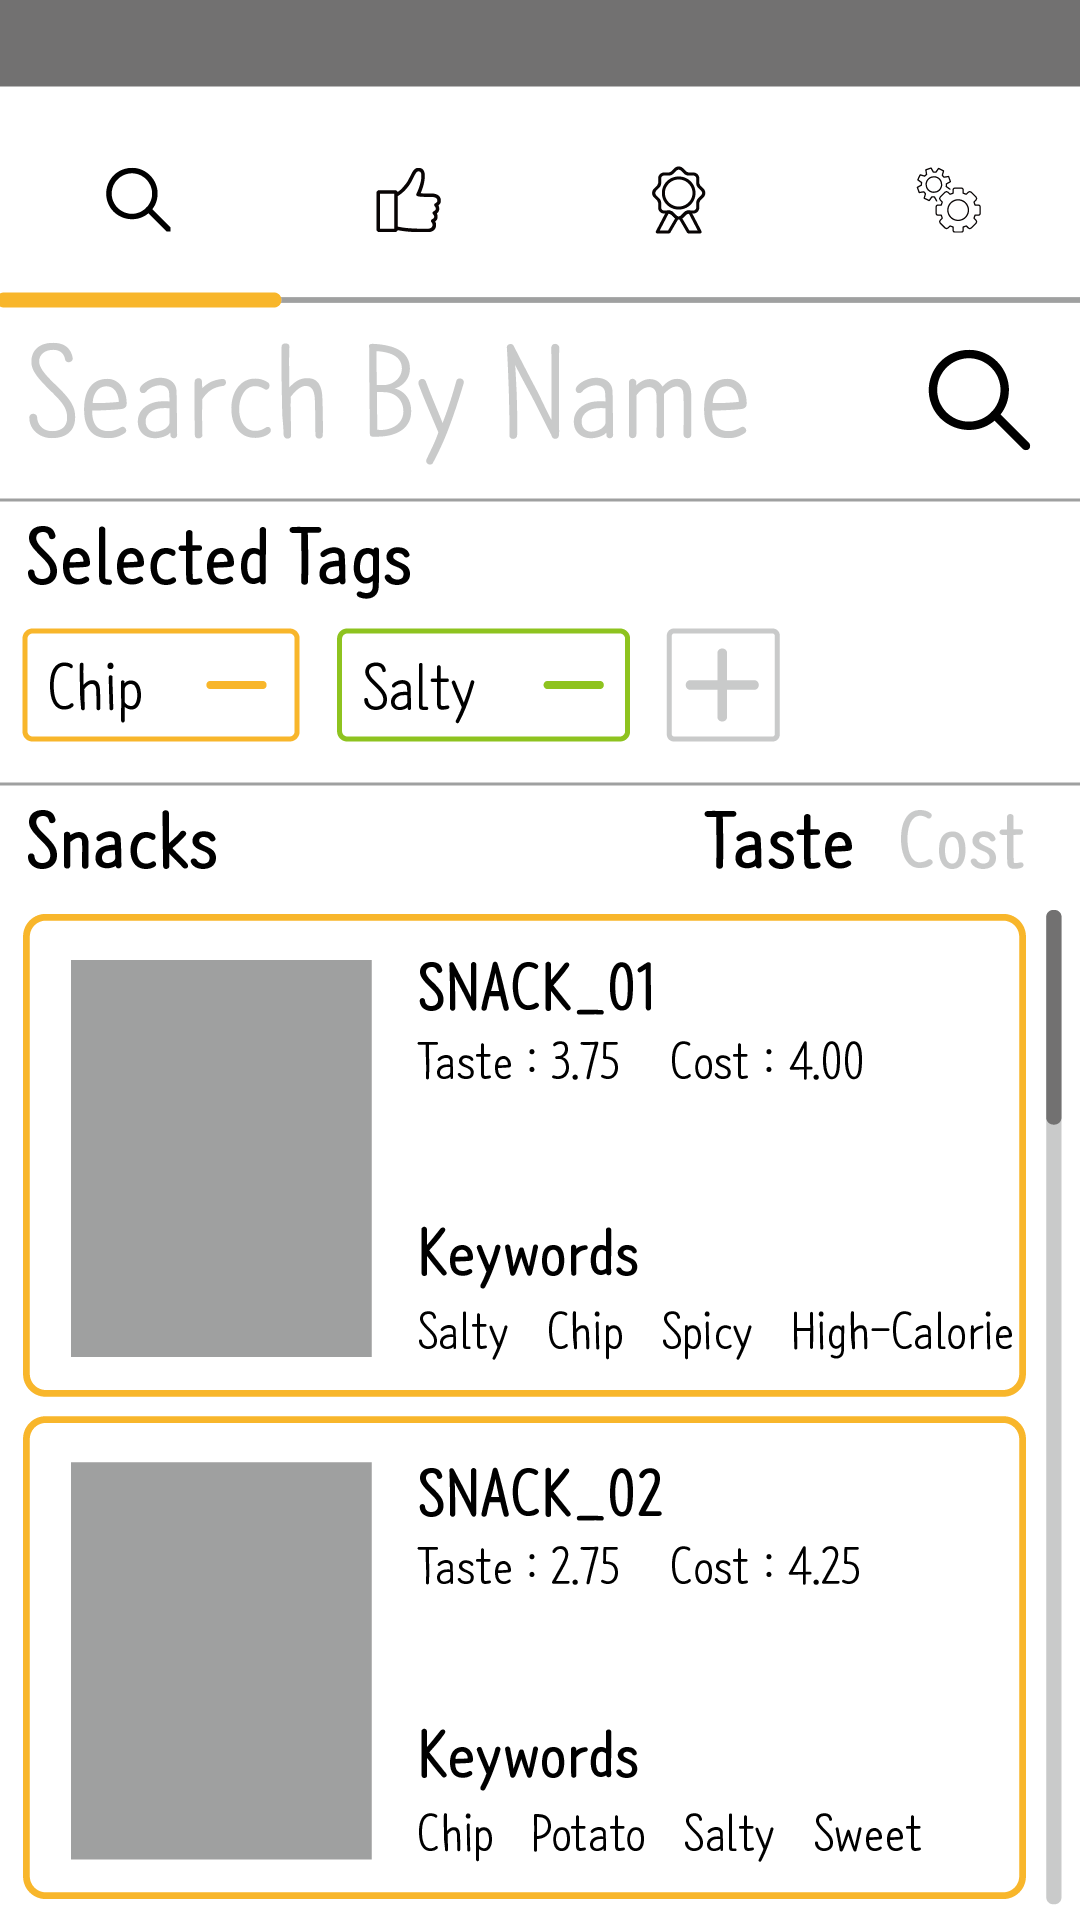 Search By Name
Selected Tags
Chip Salty
Snacks Taste Cost
SNACK_01
Taste : 3.75 Cost : 4.00
Keywords
Salty Chip Spicy High-Calorie
SNACK_02
Taste : 2.75 Cost : 4.25
Keywords
Chip Potato Salty Sweet